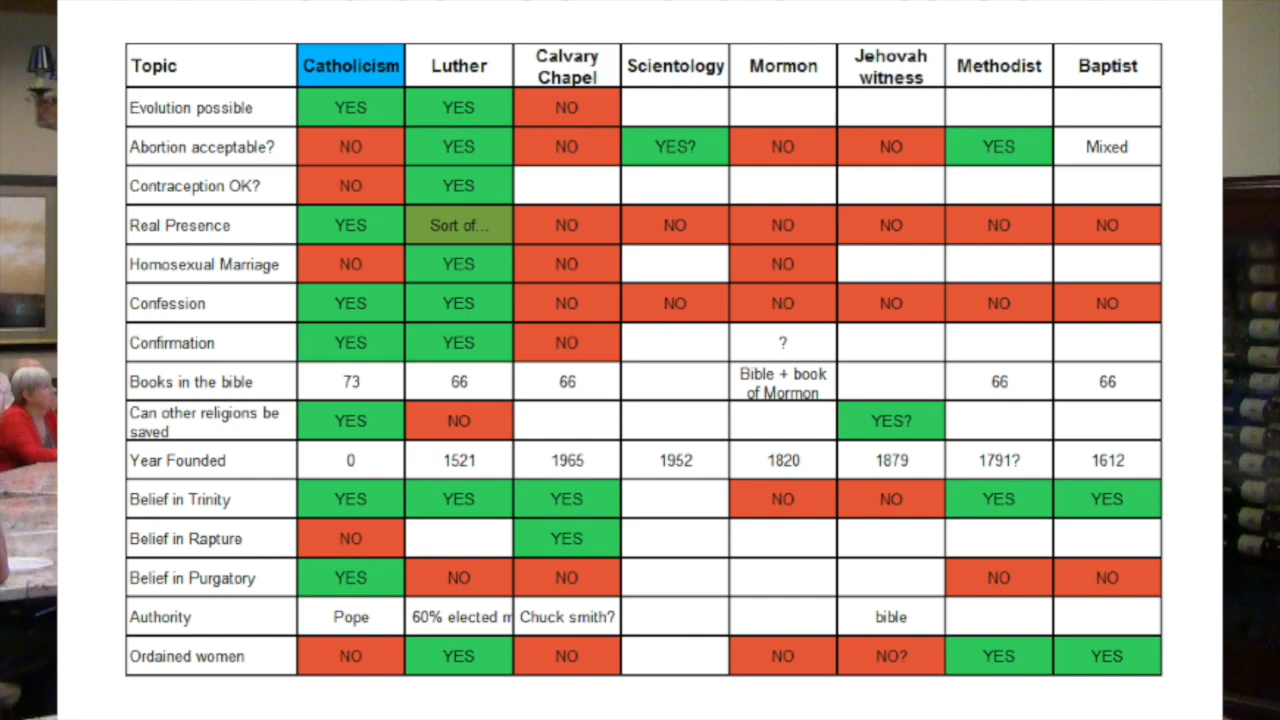 Topic Catholicism Luther Calvary Chapel Scientology Mormon Jehovah witness Methodist Baptist
Evolution possible YES YES NO
Abortion acceptable? NO YES NO YES? NO NO YES Mixed
Contraception OK? NO YES
Real Presence YES Sort of... NO NO NO NO NO NO
Homosexual Marriage NO YES NO NO
Confession YES YES NO NO NO NO NO NO
Confirmation YES YES NO ?
Books in the bible 73 66 66 Bible + book of Mormon 66 66
Can other religions be saved YES NO YES?
Year Founded 0 1521 1965 1952 1820 1879 1791? 1612
Belief in Trinity YES YES YES NO NO YES YES
Belief in Rapture NO YES
Belief in Purgatory YES NO NO NO NO
Authority Pope 60% elected m Chuck smith? bible
Ordained women NO YES NO NO NO? YES YES